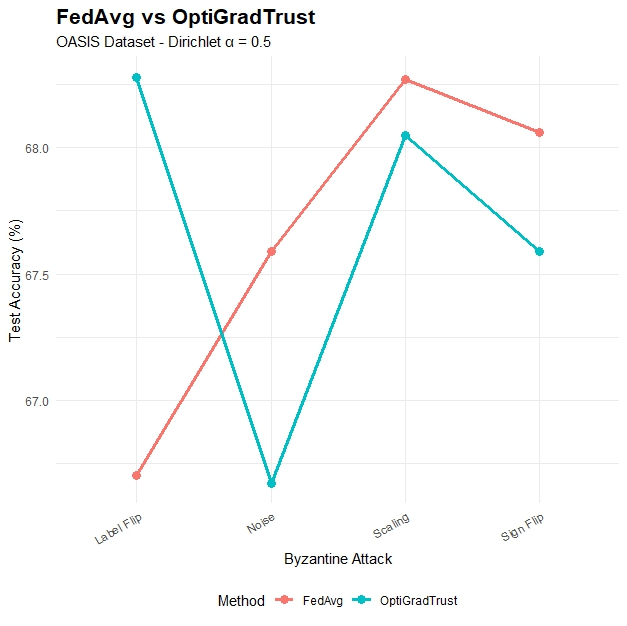 FedAvg vs OptiGradTrust
OASIS Dataset - Dirichlet α = 0.5
Test Accuracy (%)
68.0
67.5
67.0
Label Flip
Noise
Scaling
Sign Flip
Byzantine Attack
Method FedAvg OptiGradTrust